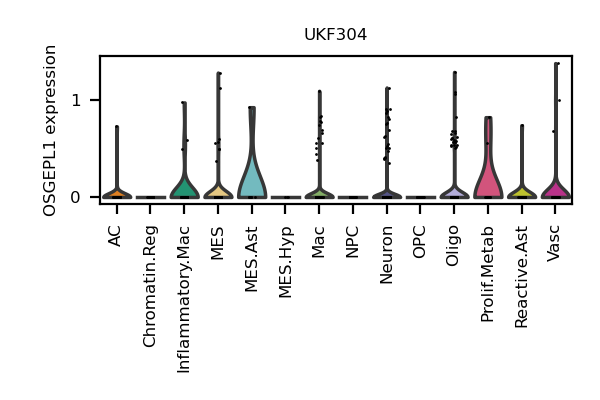 UKF304
OSGEPL1 expression
1
0
AC
Chromatin.Reg
Inflammatory.Mac
MES
MES.Ast
MES.Hyp
Mac
NPC
Neuron
OPC
Oligo
Prolif.Metab
Reactive.Ast
Vasc